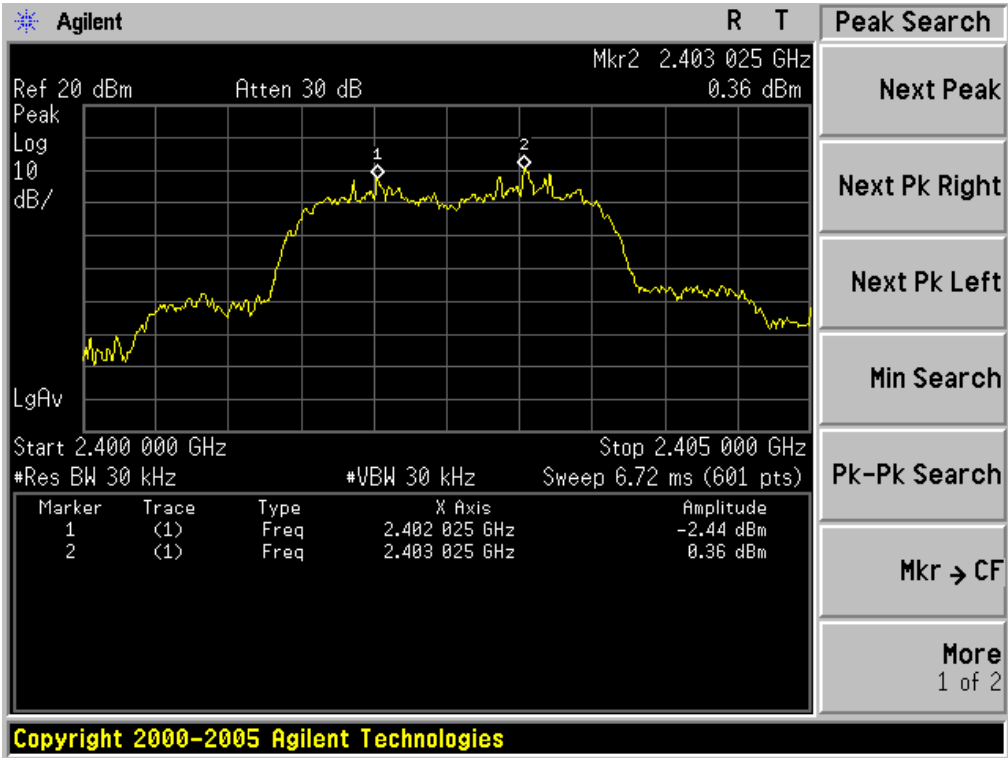 Agilent R T Peak Search
Mkr2 2.403 025 GHz
Ref 20 dBm Atten 30 dB 0.36 dBm
Peak
Log
10
dB/
1
2
LgAv
Start 2.400 000 GHz Stop 2.405 000 GHz
#Res BW 30 kHz #VBW 30 kHz Sweep 6.72 ms (601 pts)
Marker Trace Type X Axis Amplitude
1 (1) Freq 2.402 025 GHz -2.44 dBm
2 (1) Freq 2.403 025 GHz 0.36 dBm
Next Peak
Next Pk Right
Next Pk Left
Min Search
Pk-Pk Search
Mkr → CF
More
1 of 2
Copyright 2000-2005 Agilent Technologies